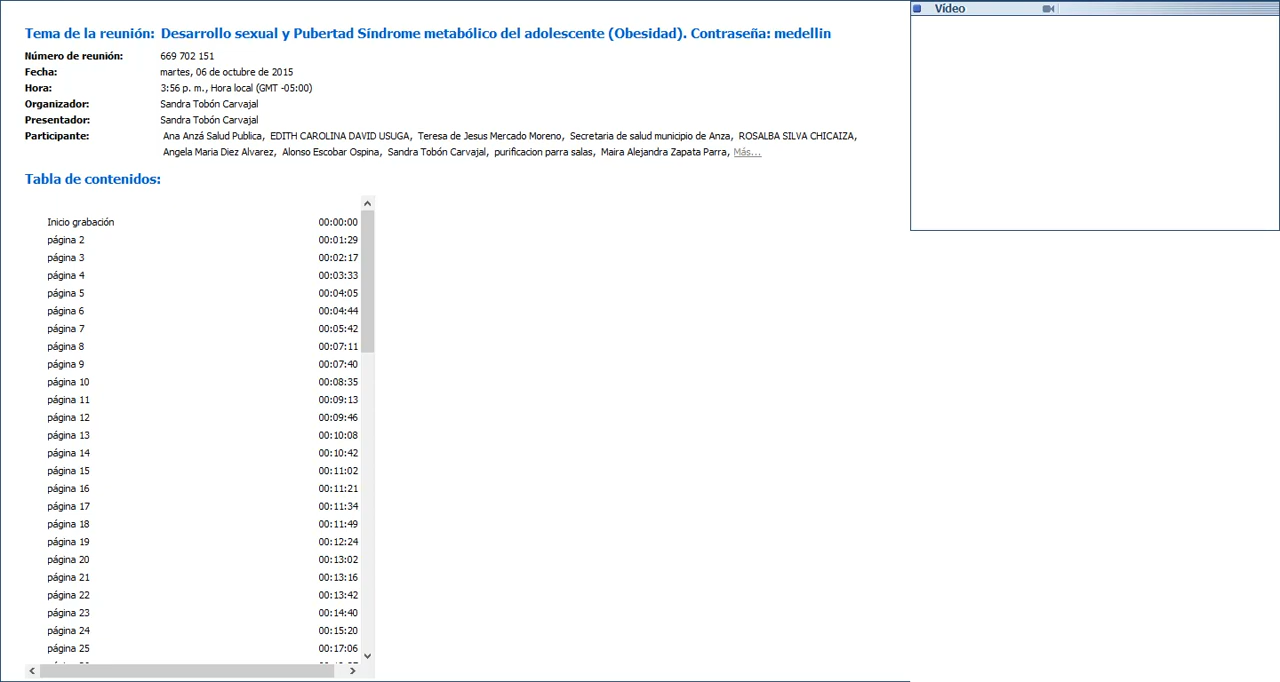 Vídeo
Tema de la reunión: Desarrollo sexual y Pubertad Síndrome metabólico del adolescente (Obesidad). Contraseña: medellin
Número de reunión: 669 702 151
Fecha: martes, 06 de octubre de 2015
Hora: 3:56 p. m., Hora local (GMT -05:00)
Organizador: Sandra Tobón Carvajal
Presentador: Sandra Tobón Carvajal
Participante: Ana Anzá Salud Publica, EDITH CAROLINA DAVID USUGA, Teresa de Jesus Mercado Moreno, Secretaria de salud municipio de Anza, ROSALBA SILVA CHICAIZA,
Angela Maria Diez Alvarez, Alonso Escobar Ospina, Sandra Tobón Carvajal, purificacion parra salas, Maira Alejandra Zapata Parra, Más...
Tabla de contenidos:
Inicio grabación 00:00:00
página 2 00:01:29
página 3 00:02:17
página 4 00:03:33
página 5 00:04:05
página 6 00:04:44
página 7 00:05:42
página 8 00:07:11
página 9 00:07:40
página 10 00:08:35
página 11 00:09:13
página 12 00:09:46
página 13 00:10:08
página 14 00:10:42
página 15 00:11:02
página 16 00:11:21
página 17 00:11:34
página 18 00:11:49
página 19 00:12:24
página 20 00:13:02
página 21 00:13:16
página 22 00:13:42
página 23 00:14:40
página 24 00:15:20
página 25 00:17:06